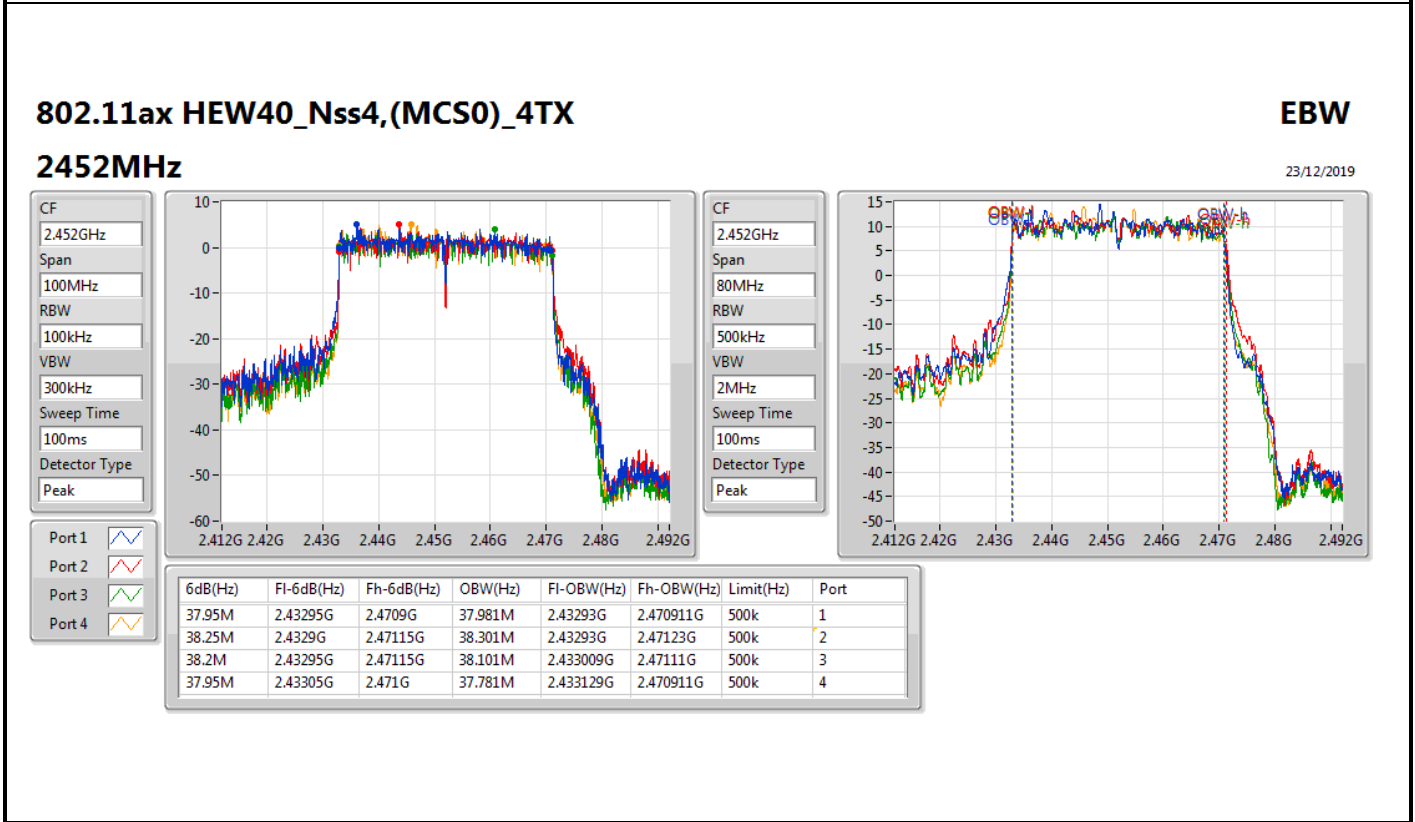 802.11ax HEW40_Nss4,(MCS0)_4TX
EBW
2452MHz
23/12/2019
CF
2.452GHz
Span
100MHz
RBW
100kHz
VBW
300kHz
Sweep Time
100ms
Detector Type
Peak
10
0
-10
-20
-30
-40
-50
-60
2.412G 2.42G 2.43G 2.44G 2.45G 2.46G 2.47G 2.48G 2.492G
CF
2.452GHz
Span
80MHz
RBW
500kHz
VBW
2MHz
Sweep Time
100ms
Detector Type
Peak
15
10
5
0
-5
-10
-15
-20
-25
-30
-35
-40
-45
-50
OBW-l
OBW-h
2.412G 2.42G 2.43G 2.44G 2.45G 2.46G 2.47G 2.48G 2.492G
Port 1
Port 2
Port 3
Port 4
6dB(Hz) Fl-6dB(Hz) Fh-6dB(Hz) OBW(Hz) Fl-OBW(Hz) Fh-OBW(Hz) Limit(Hz) Port
37.95M 2.43295G 2.4709G 37.981M 2.43293G 2.470911G 500k 1
38.25M 2.4329G 2.47115G 38.301M 2.43293G 2.47123G 500k 2
38.2M 2.43295G 2.47115G 38.101M 2.433009G 2.47111G 500k 3
37.95M 2.43305G 2.471G 37.781M 2.433129G 2.470911G 500k 4